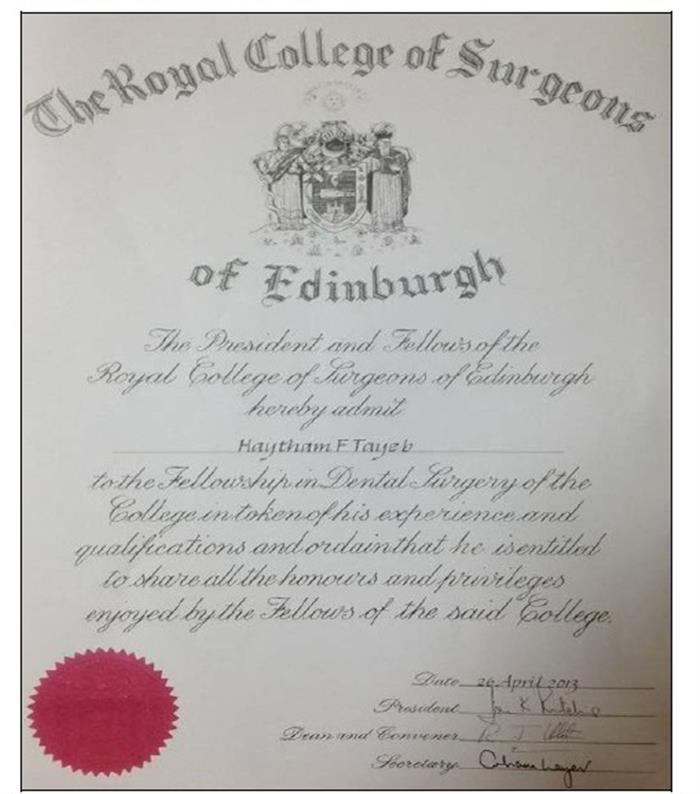 The Royal College of Surgeons
of Edinburgh
The President and Fellows of the
Royal College of Surgeons of Edinburgh
hereby admit
Haytham F Tayeb
to the Fellowship in Dental Surgery of the
College in token of his experience and
qualifications and ordain that he is entitled
to share all the honours and privileges
enjoyed by the Fellows of the said College.
Date 26 April 2013
President
Dean and Convener
Secretary